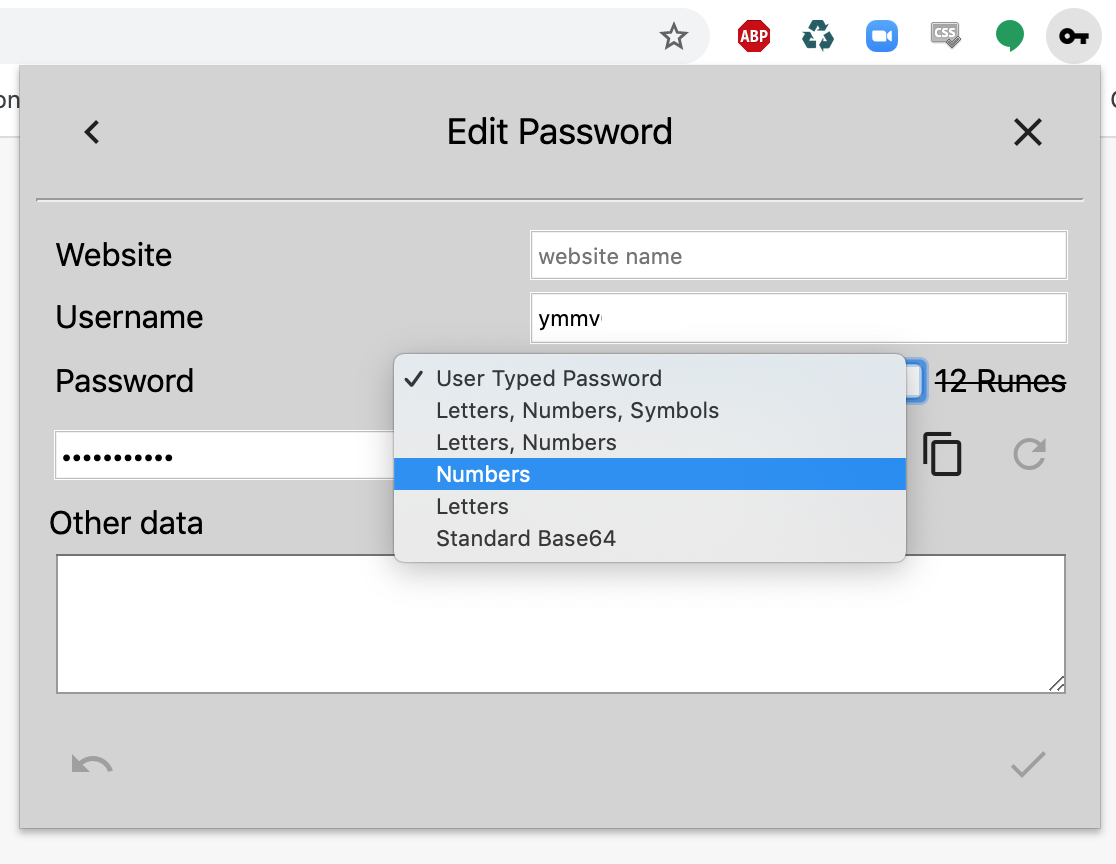 ABP
CSS
on
Edit Password
Website
website name
Username
ymmv
Password
12 Runes
User Typed Password
Letters, Numbers, Symbols
Letters, Numbers
Numbers
Letters
Standard Base64
•••••••••••
Other data